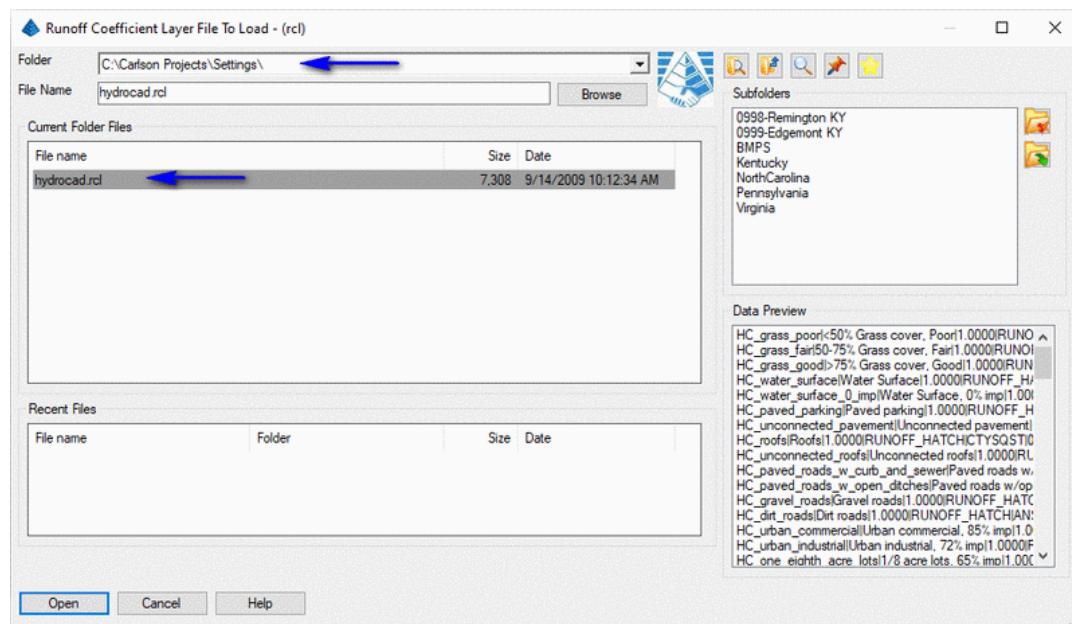 Runoff Coefficient Layer File To Load - (rcl)
Folder
C:\Carlson Projects\Settings\
File Name
hydrocad.rcl
Browse
Current Folder Files
File name Size Date
hydrocad.rcl 7,308 9/14/2009 10:12:34 AM
Recent Files
File name Folder Size Date
Open Cancel Help
Subfolders
0998-Remington KY
0999-Edgemont KY
BMPS
Kentucky
NorthCarolina
Pennsylvania
Virginia
Data Preview
HC_grass_poor|<50% Grass cover, Poor|1.0000|RUNO
HC_grass_fair|50-75% Grass cover, Fair|1.0000|RUNOI
HC_grass_good|>75% Grass cover, Good|1.0000|RUN
HC_water_surface|Water Surface|1.0000|RUNOFF_H
HC_water_surface_0_imp|Water Surface, 0% imp|1.00
HC_paved_parking|Paved parking|1.0000|RUNOFF_H
HC_unconnected_pavement|Unconnected pavement|
HC_roofs|Roofs|1.0000|RUNOFF_HATCH|CTYSQST|0
HC_unconnected_roofs|Unconnected roofs|1.0000|RU
HC_paved_roads_w_curb_and_sewer|Paved roads w
HC_paved_roads_w_open_ditches|Paved roads w/op
HC_gravel_roads|Gravel roads|1.0000|RUNOFF_HATC
HC_dirt_roads|Dirt roads|1.0000|RUNOFF_HATCH|AN
HC_urban_commercial|Urban commercial, 85% imp|1.0
HC_urban_industrial|Urban industrial, 72% imp|1.0000|F
HC_one_eighth_acre_lots|1/8 acre lots, 65% imp|1.000